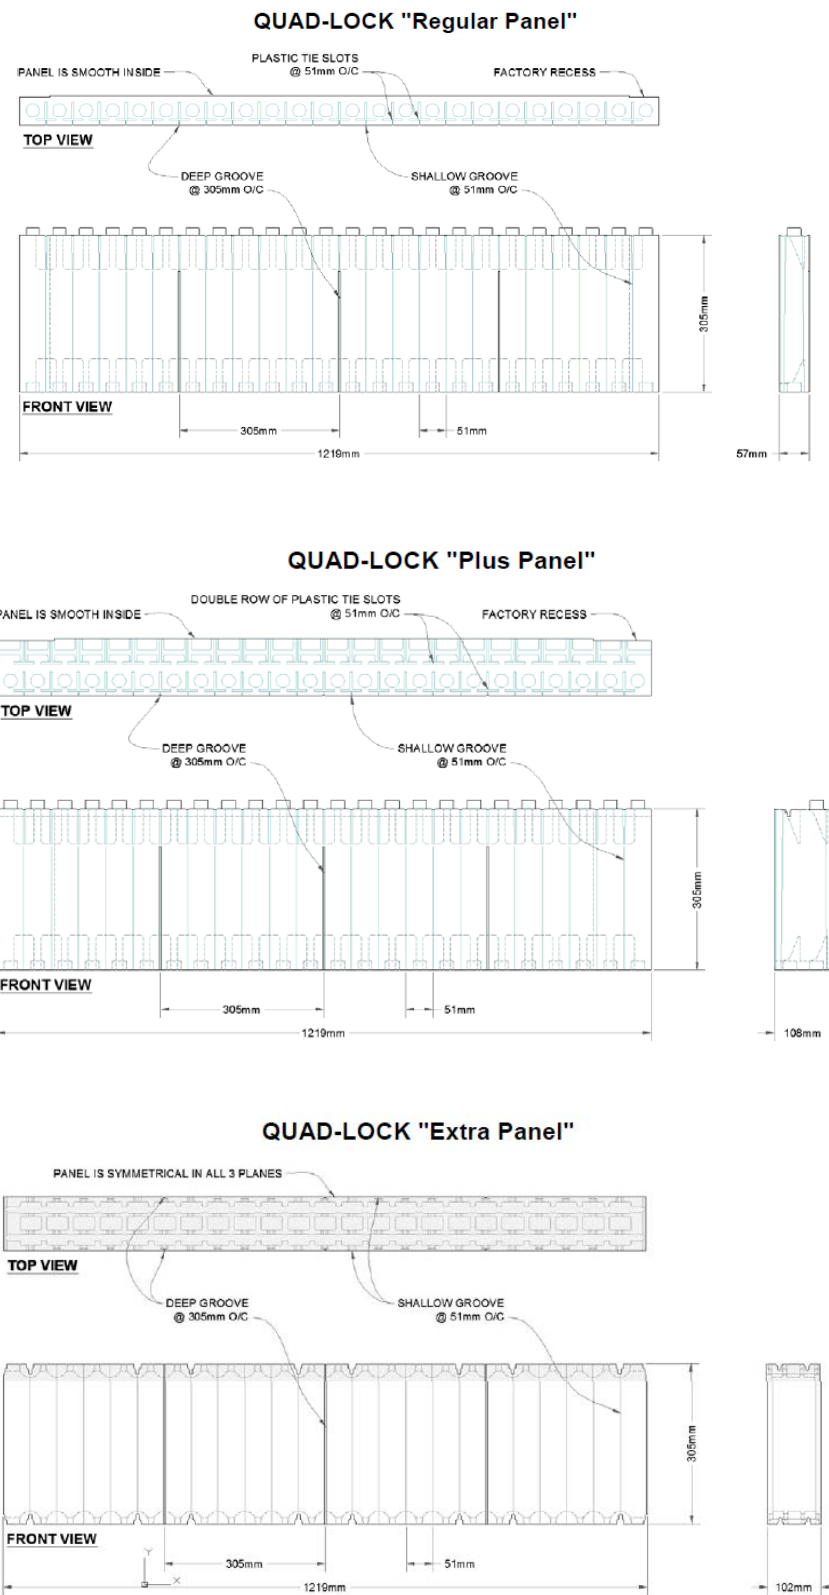 QUAD-LOCK "Regular Panel"
PLASTIC TIE SLOTS
@ 51mm O/C
PANEL IS SMOOTH INSIDE
FACTORY RECESS
TOP VIEW
DEEP GROOVE
@ 305mm O/C
SHALLOW GROOVE
@ 51mm O/C
305mm
FRONT VIEW
305mm
51mm
1219mm
57mm
QUAD-LOCK "Plus Panel"
DOUBLE ROW OF PLASTIC TIE SLOTS
@ 51mm O/C
PANEL IS SMOOTH INSIDE
FACTORY RECESS
TOP VIEW
DEEP GROOVE
@ 305mm O/C
SHALLOW GROOVE
@ 51mm O/C
305mm
FRONT VIEW
305mm
51mm
1219mm
108mm
QUAD-LOCK "Extra Panel"
PANEL IS SYMMETRICAL IN ALL 3 PLANES
TOP VIEW
DEEP GROOVE
@ 305mm O/C
SHALLOW GROOVE
@ 51mm O/C
305mm
FRONT VIEW
Y
X
305mm
51mm
1219mm
102mm